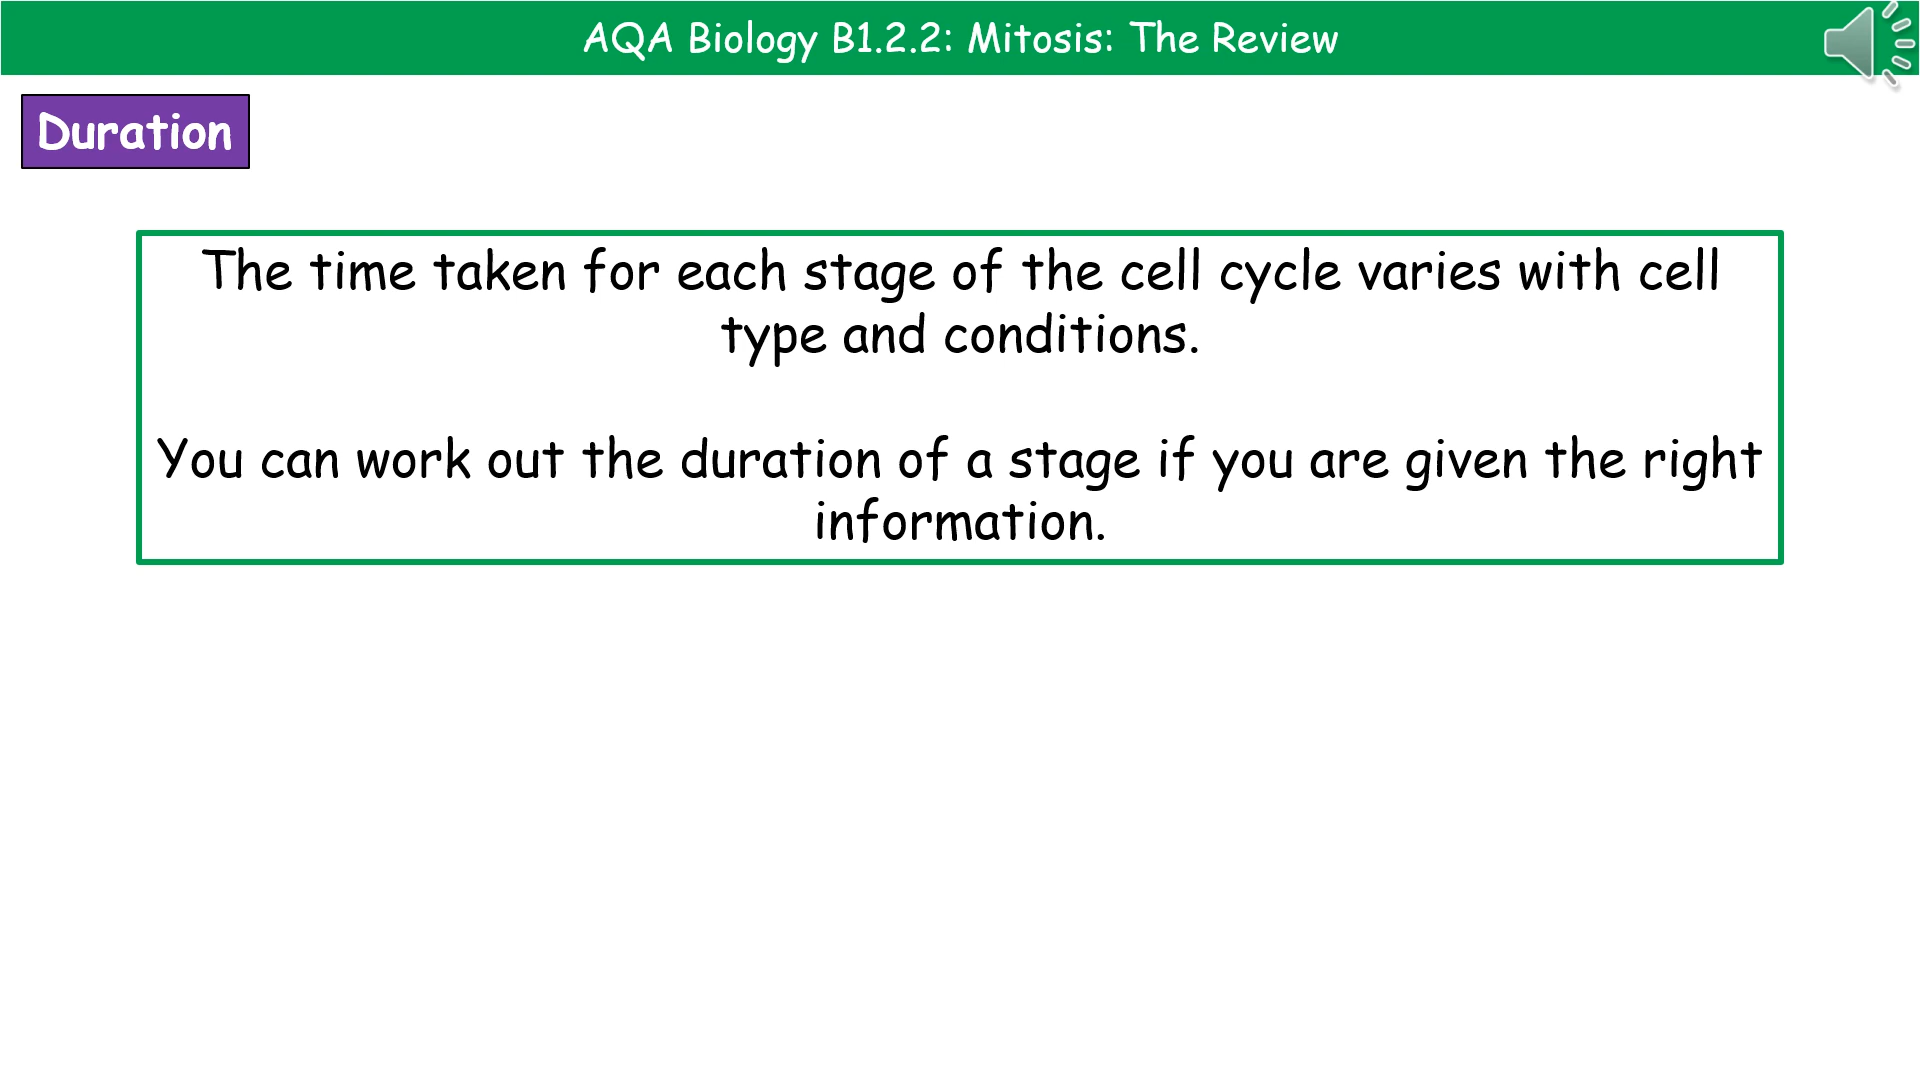 AQA Biology B1.2.2: Mitosis: The Review
Duration
The time taken for each stage of the cell cycle varies with cell
type and conditions.
You can work out the duration of a stage if you are given the right
information.